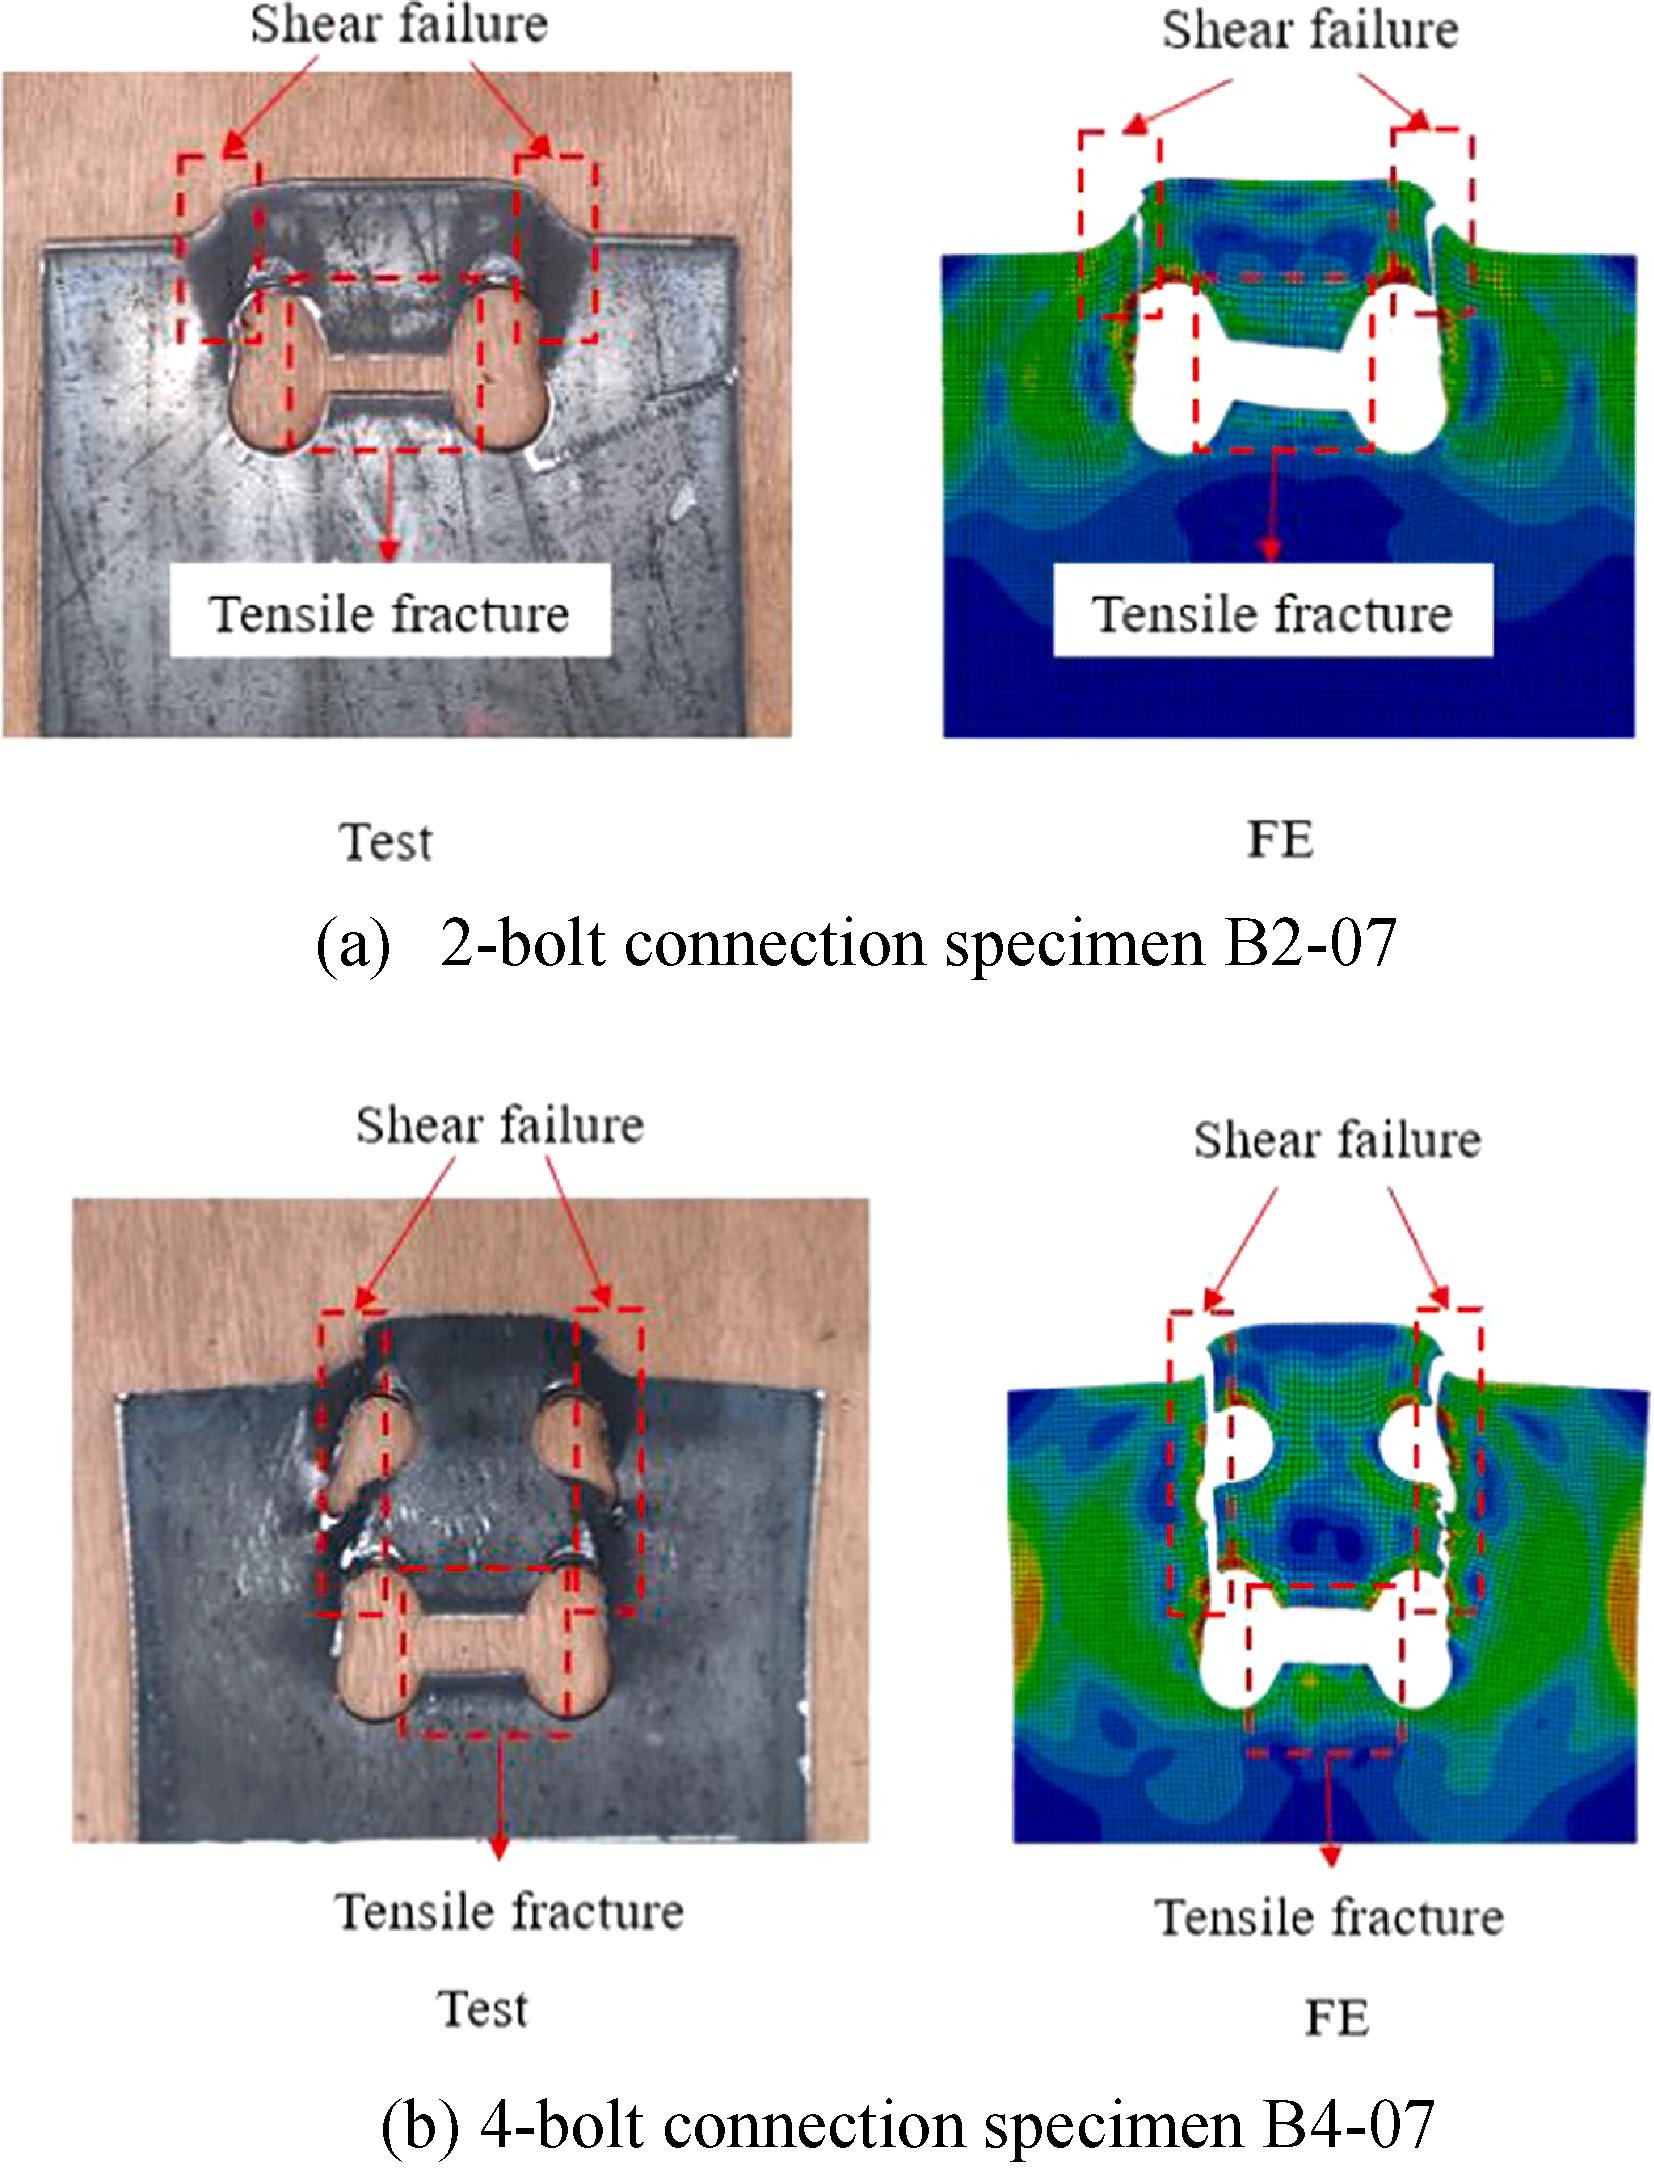 Shear failure
Shear failure
Tensile fracture
Tensile fracture
Test
FE
(a) 2-bolt connection specimen B2-07
Shear failure
Shear failure
Tensile fracture
Tensile fracture
Test
FE
(b) 4-bolt connection specimen B4-07